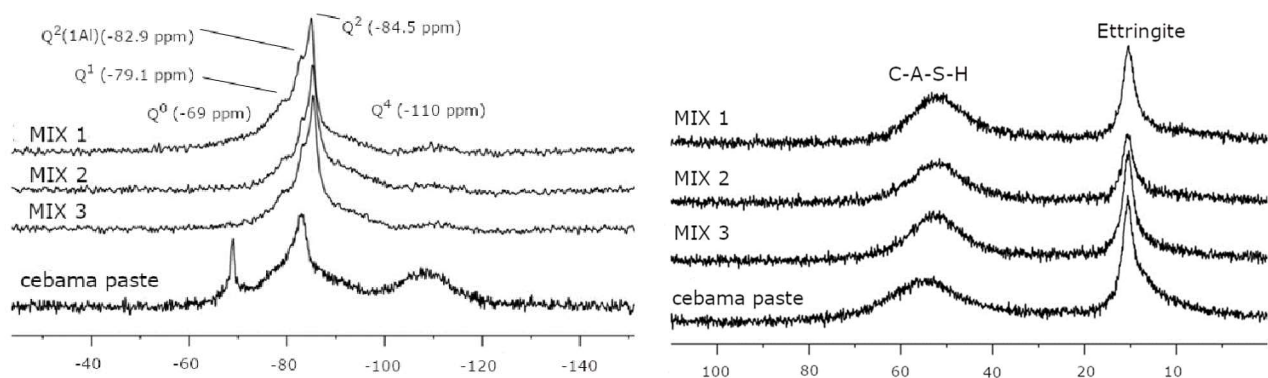 Q² (-84.5 ppm)
Q²(1Al)(-82.9 ppm)
Q¹ (-79.1 ppm)
Q⁰ (-69 ppm)
Q⁴ (-110 ppm)
MIX 1
MIX 2
MIX 3
cebama paste
-40 -60 -80 -100 -120 -140
Ettringite
C-A-S-H
MIX 1
MIX 2
MIX 3
cebama paste
100 80 60 40 20 10